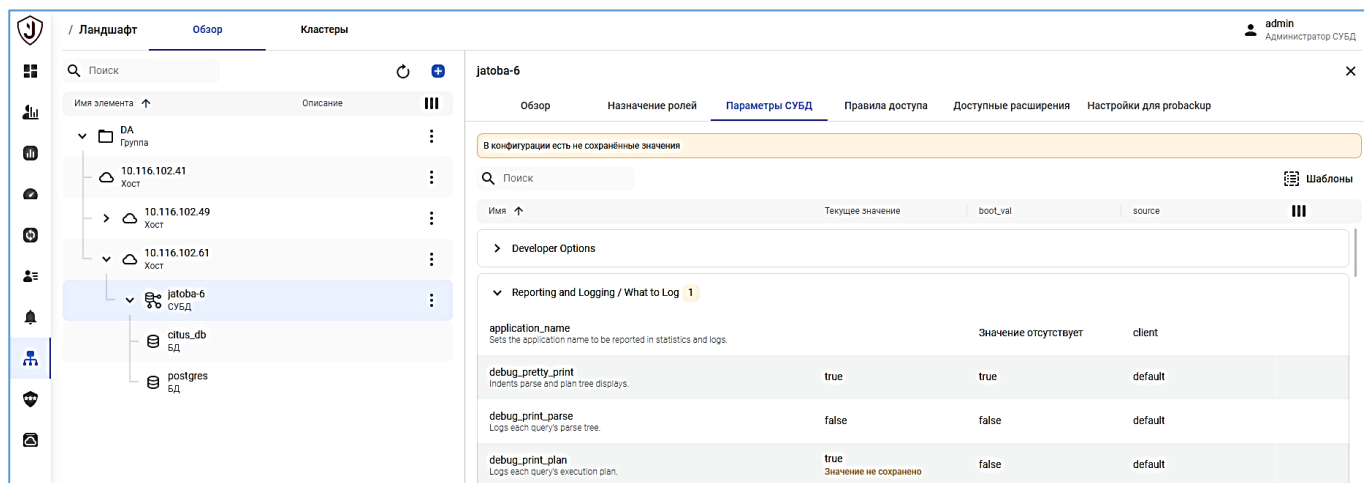 / Ландшафт
Обзор
Кластеры
admin
Администратор СУБД
Поиск
Имя элемента
Описание
DA
Группа
10.116.102.41
Хост
10.116.102.49
Хост
10.116.102.61
Хост
jatoba-6
СУБД
citus_db
БД
postgres
БД
jatoba-6
Обзор
Назначение ролей
Параметры СУБД
Правила доступа
Доступные расширения
Настройки для probackup
В конфигурации есть не сохранённые значения
Поиск
Шаблоны
Имя
Текущее значение
boot_val
source
Developer Options
Reporting and Logging / What to Log 1
application_name
Sets the application name to be reported in statistics and logs.
Значение отсутствует
client
debug_pretty_print
Indents parse and plan tree displays.
true
true
default
debug_print_parse
Logs each query's parse tree.
false
false
default
debug_print_plan
Logs each query's execution plan.
true
Значение не сохранено
false
default